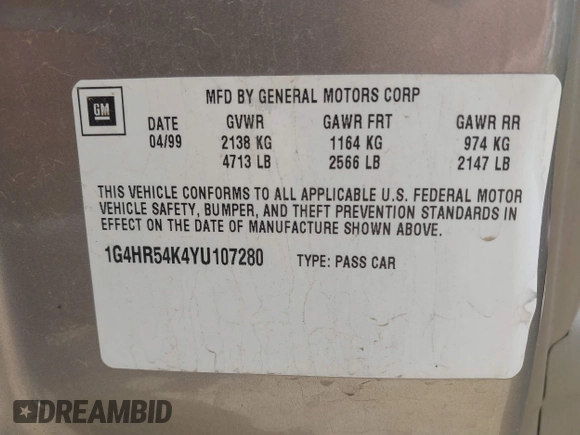 GM
MFD BY GENERAL MOTORS CORP
DATE GVWR GAWR FRT GAWR RR
04/99 2138 KG 1164 KG 974 KG
4713 LB 2566 LB 2147 LB
THIS VEHICLE CONFORMS TO ALL APPLICABLE U.S. FEDERAL MOTOR
VEHICLE SAFETY, BUMPER, AND THEFT PREVENTION STANDARDS IN
EFFECT ON THE DATE OF MANUFACTURE SHOWN ABOVE.
1G4HR54K4YU107280 TYPE: PASS CAR
DREAMBID